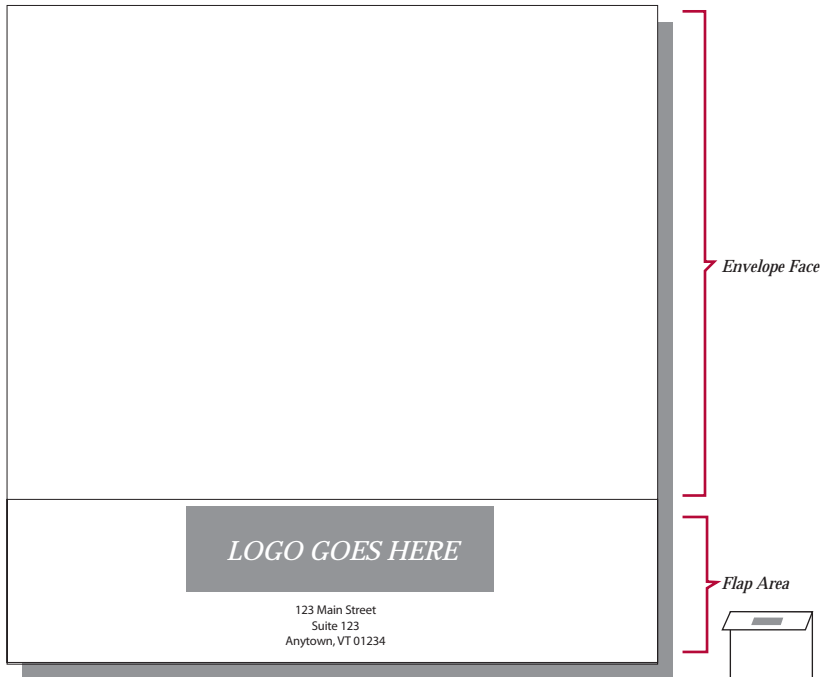 Envelope Face
LOGO GOES HERE
Flap Area
123 Main Street
Suite 123
Anytown, VT 01234